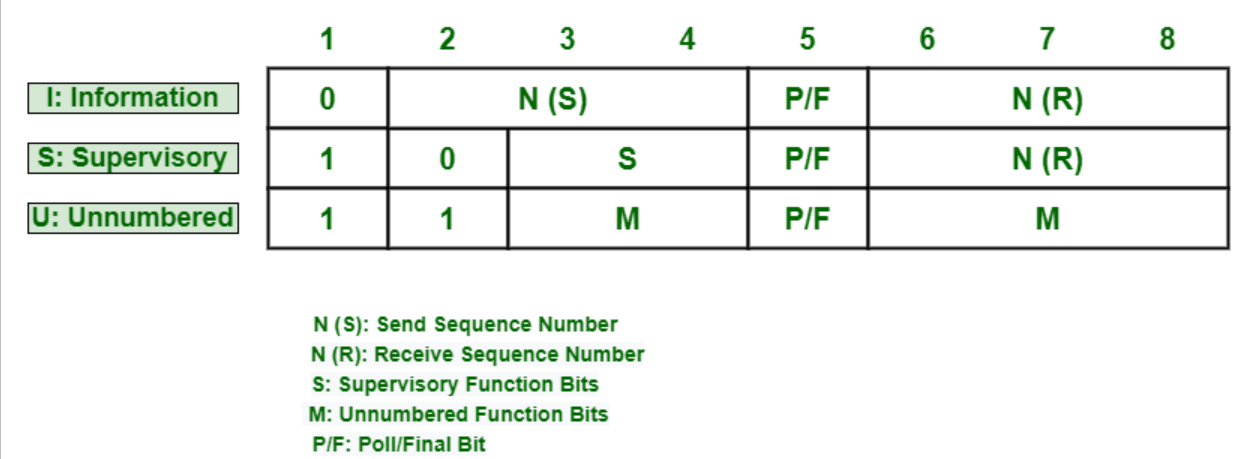 1 2 3 4 5 6 7 8
I: Information 0 N (S) P/F N (R)
S: Supervisory 1 0 S P/F N (R)
U: Unnumbered 1 1 M P/F M
N (S): Send Sequence Number
N (R): Receive Sequence Number
S: Supervisory Function Bits
M: Unnumbered Function Bits
P/F: Poll/Final Bit